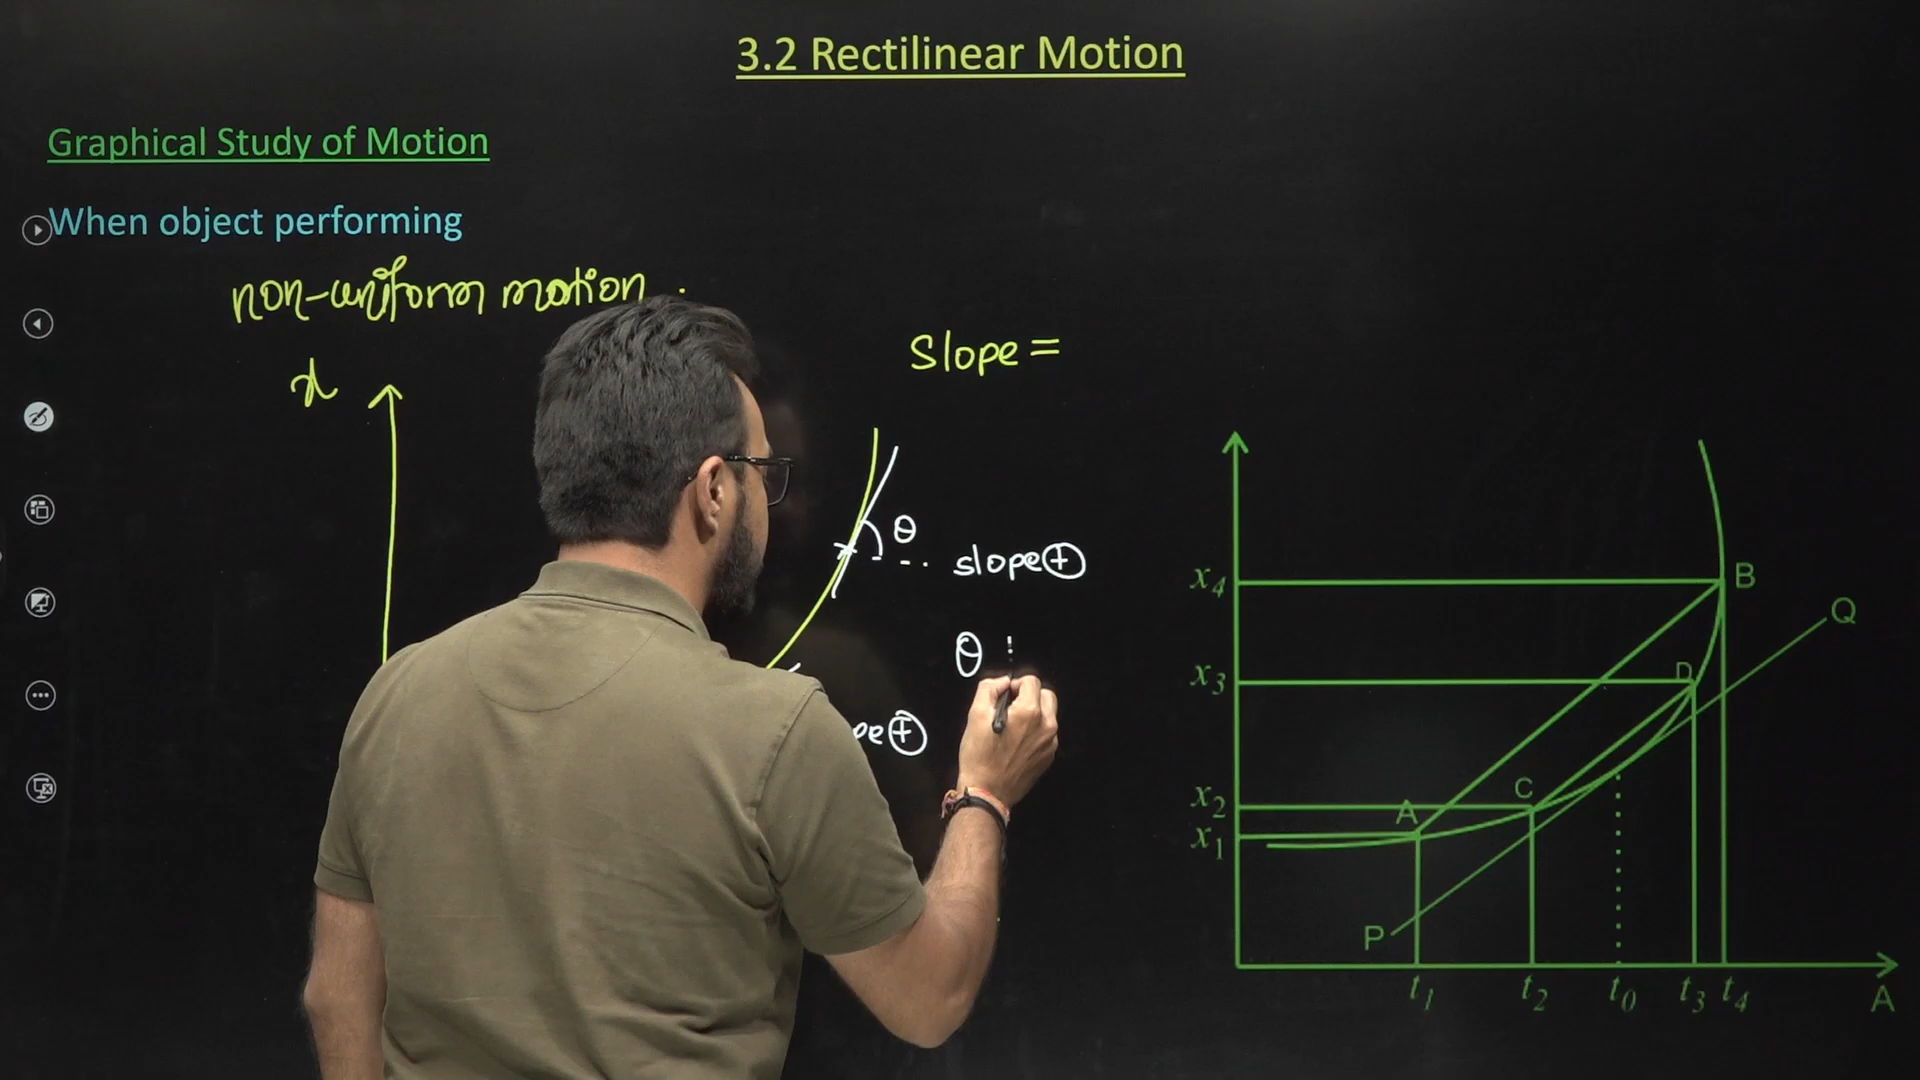 3.2 Rectilinear Motion
Graphical Study of Motion
When object performing
non-uniform motion.
x
Slope =
θ
slope⊕
θ
pe⊕
x₄
B
Q
x₃
D
x₂
C
A
x₁
P
t₁ t₂ t₀ t₃ t₄ A